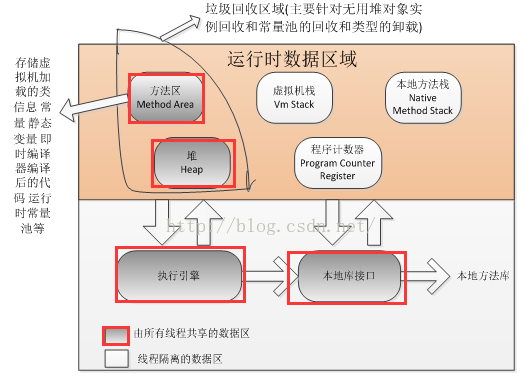 垃圾回收区域(主要针对无用堆对象实
例回收和常量池的回收和类型的卸载)
运行时数据区域
存储虚
拟机加
载的类
信息 常
量 静态
变量 即
时编译
器编译
后的代
码 运行
时常量
池等
方法区
Method Area
虚拟机栈
Vm Stack
本地方法栈
Native
Method Stack
堆
Heap
程序计数器
Program Counter
Register
http://blog.csdn.net/
执行引擎
本地库接口
本地方法库
由所有线程共享的数据区
线程隔离的数据区